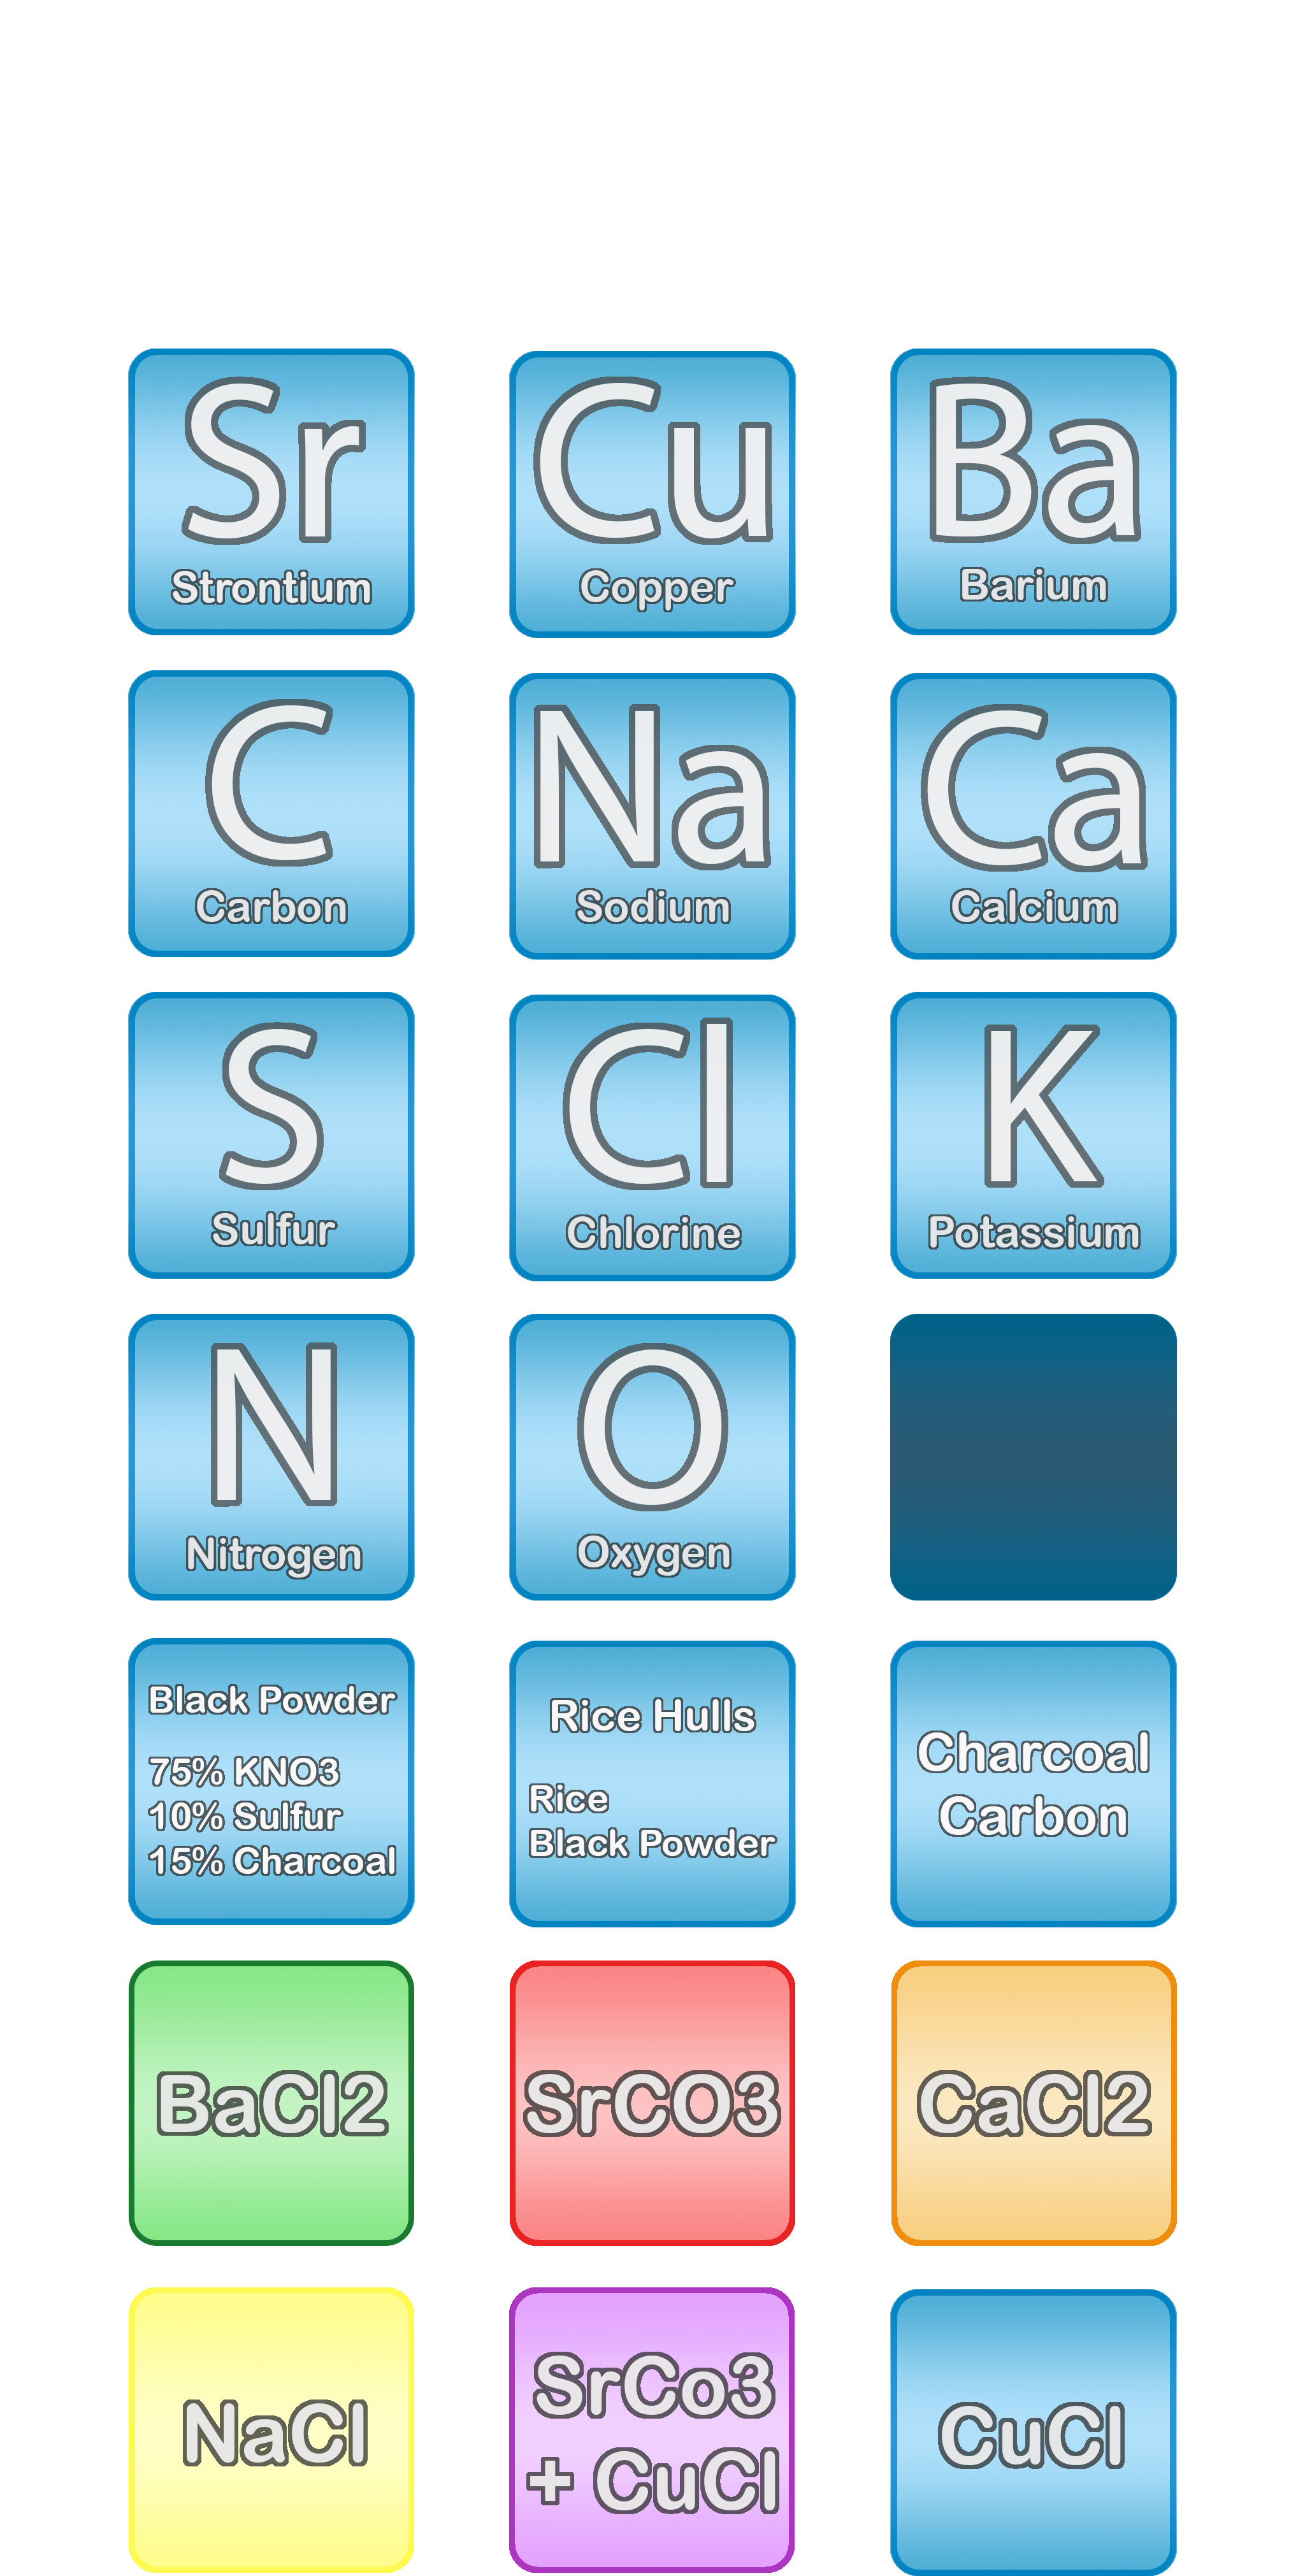 Sr
Strontium
Cu
Copper
Ba
Barium
C
Carbon
Na
Sodium
Ca
Calcium
S
Sulfur
Cl
Chlorine
K
Potassium
N
Nitrogen
O
Oxygen
Black Powder
75% KNO3
10% Sulfur
15% Charcoal
Rice Hulls
Rice
Black Powder
Charcoal
Carbon
BaCl2
SrCO3
CaCl2
NaCl
SrCo3
+ CuCl
CuCl